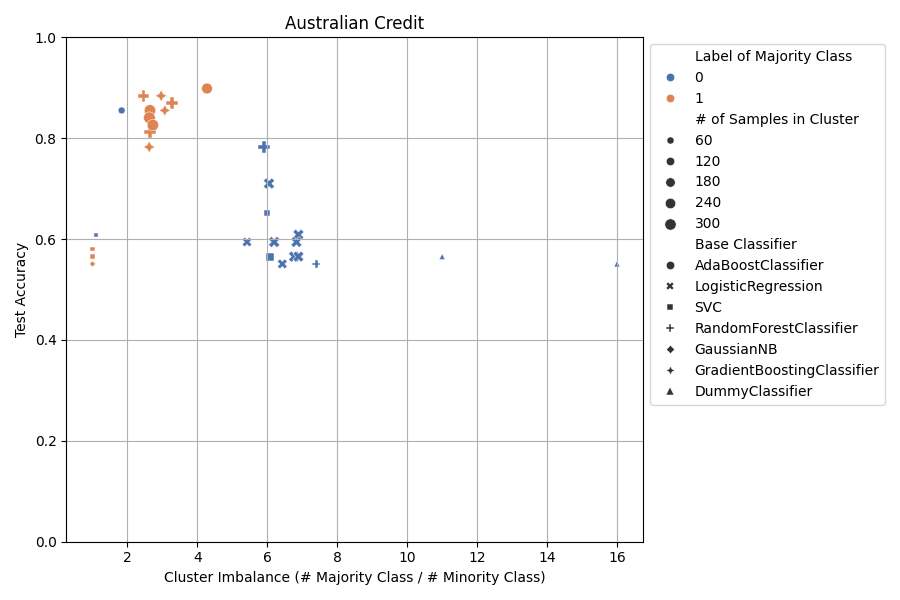 Australian Credit
1.0
0.8
0.6
0.4
0.2
0.0
Test Accuracy
2 4 6 8 10 12 14 16
Cluster Imbalance (# Majority Class / # Minority Class)
Label of Majority Class
0
1
# of Samples in Cluster
60
120
180
240
300
Base Classifier
AdaBoostClassifier
LogisticRegression
SVC
RandomForestClassifier
GaussianNB
GradientBoostingClassifier
DummyClassifier